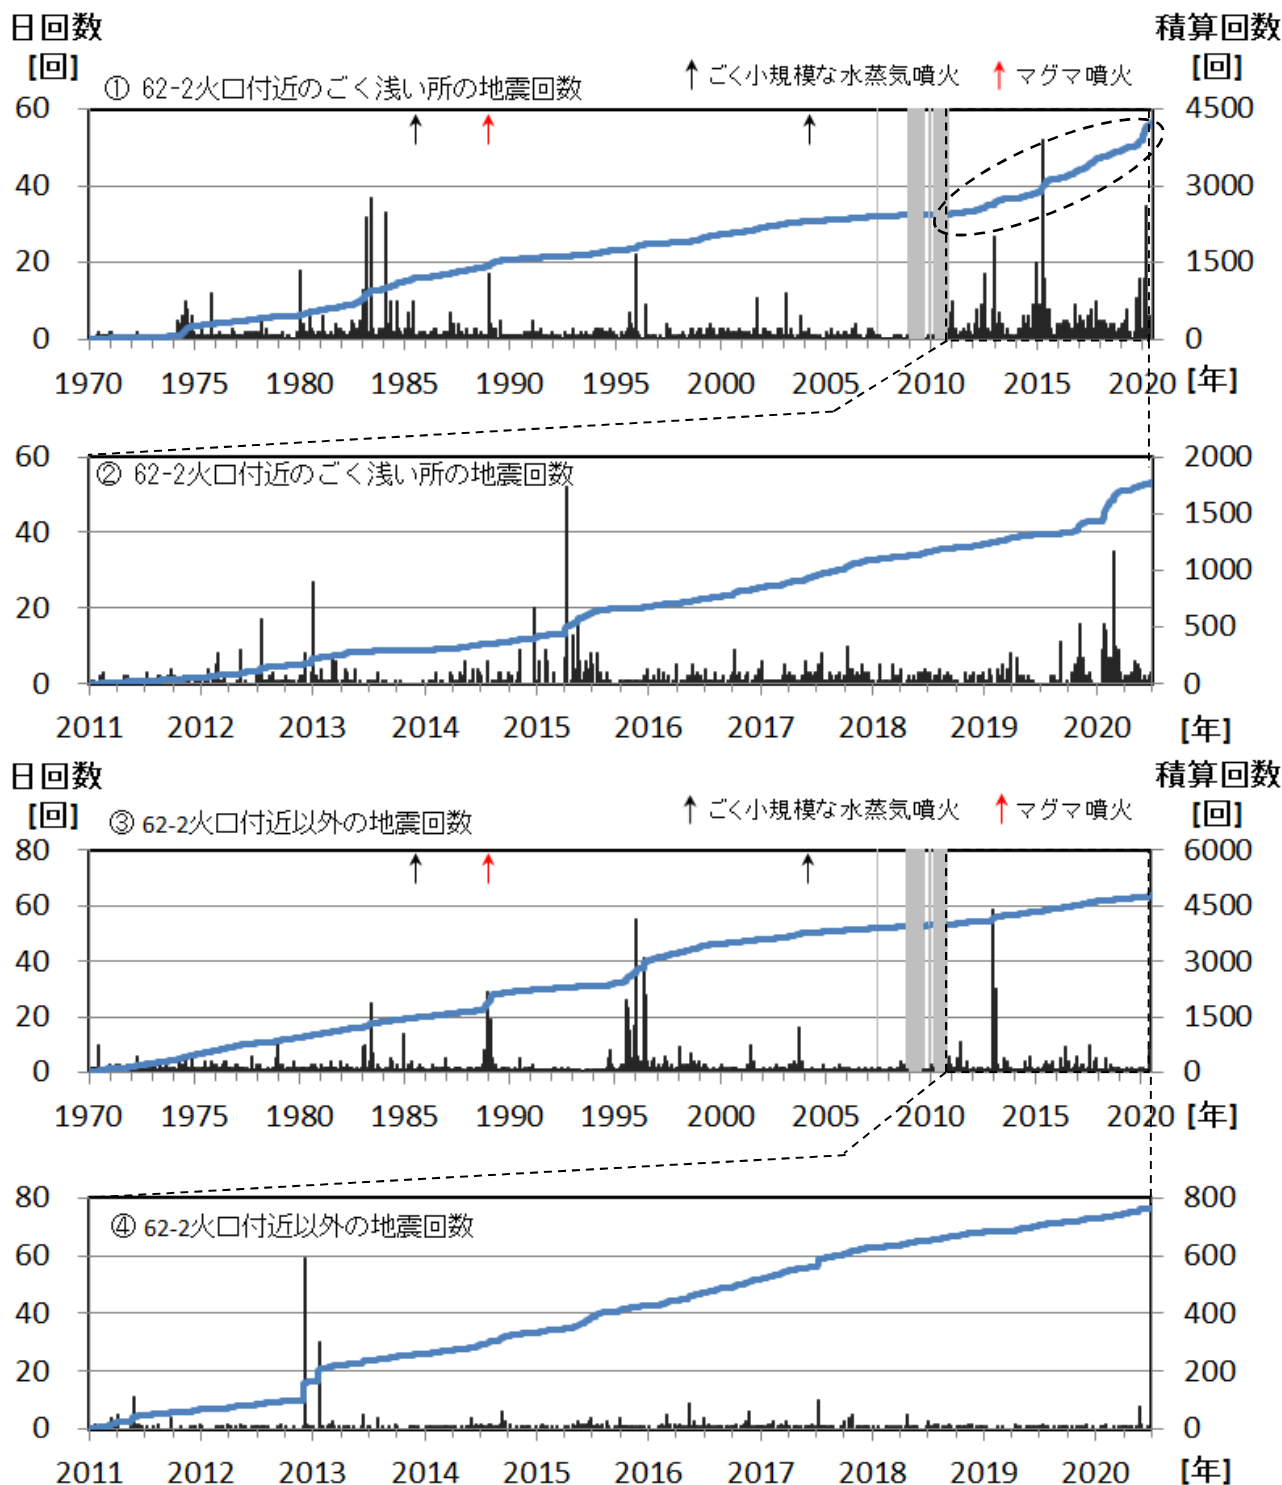 日回数 積算回数
[回] [回]
① 62-2火口付近のごく浅い所の地震回数 ↑ごく小規模な水蒸気噴火 ↑マグマ噴火
60 4500
40 3000
20 1500
0 0
1970 1975 1980 1985 1990 1995 2000 2005 2010 2015 2020 [年]
60 2000
② 62-2火口付近のごく浅い所の地震回数
1500
40
1000
20
500
0 0
2011 2012 2013 2014 2015 2016 2017 2018 2019 2020 [年]
日回数 積算回数
[回] [回]
③ 62-2火口付近以外の地震回数 ↑ごく小規模な水蒸気噴火 ↑マグマ噴火
80 6000
60 4500
40 3000
20 1500
0 0
1970 1975 1980 1985 1990 1995 2000 2005 2010 2015 2020 [年]
80 800
④ 62-2火口付近以外の地震回数
60 600
40 400
20 200
0 0
2011 2012 2013 2014 2015 2016 2017 2018 2019 2020 [年]